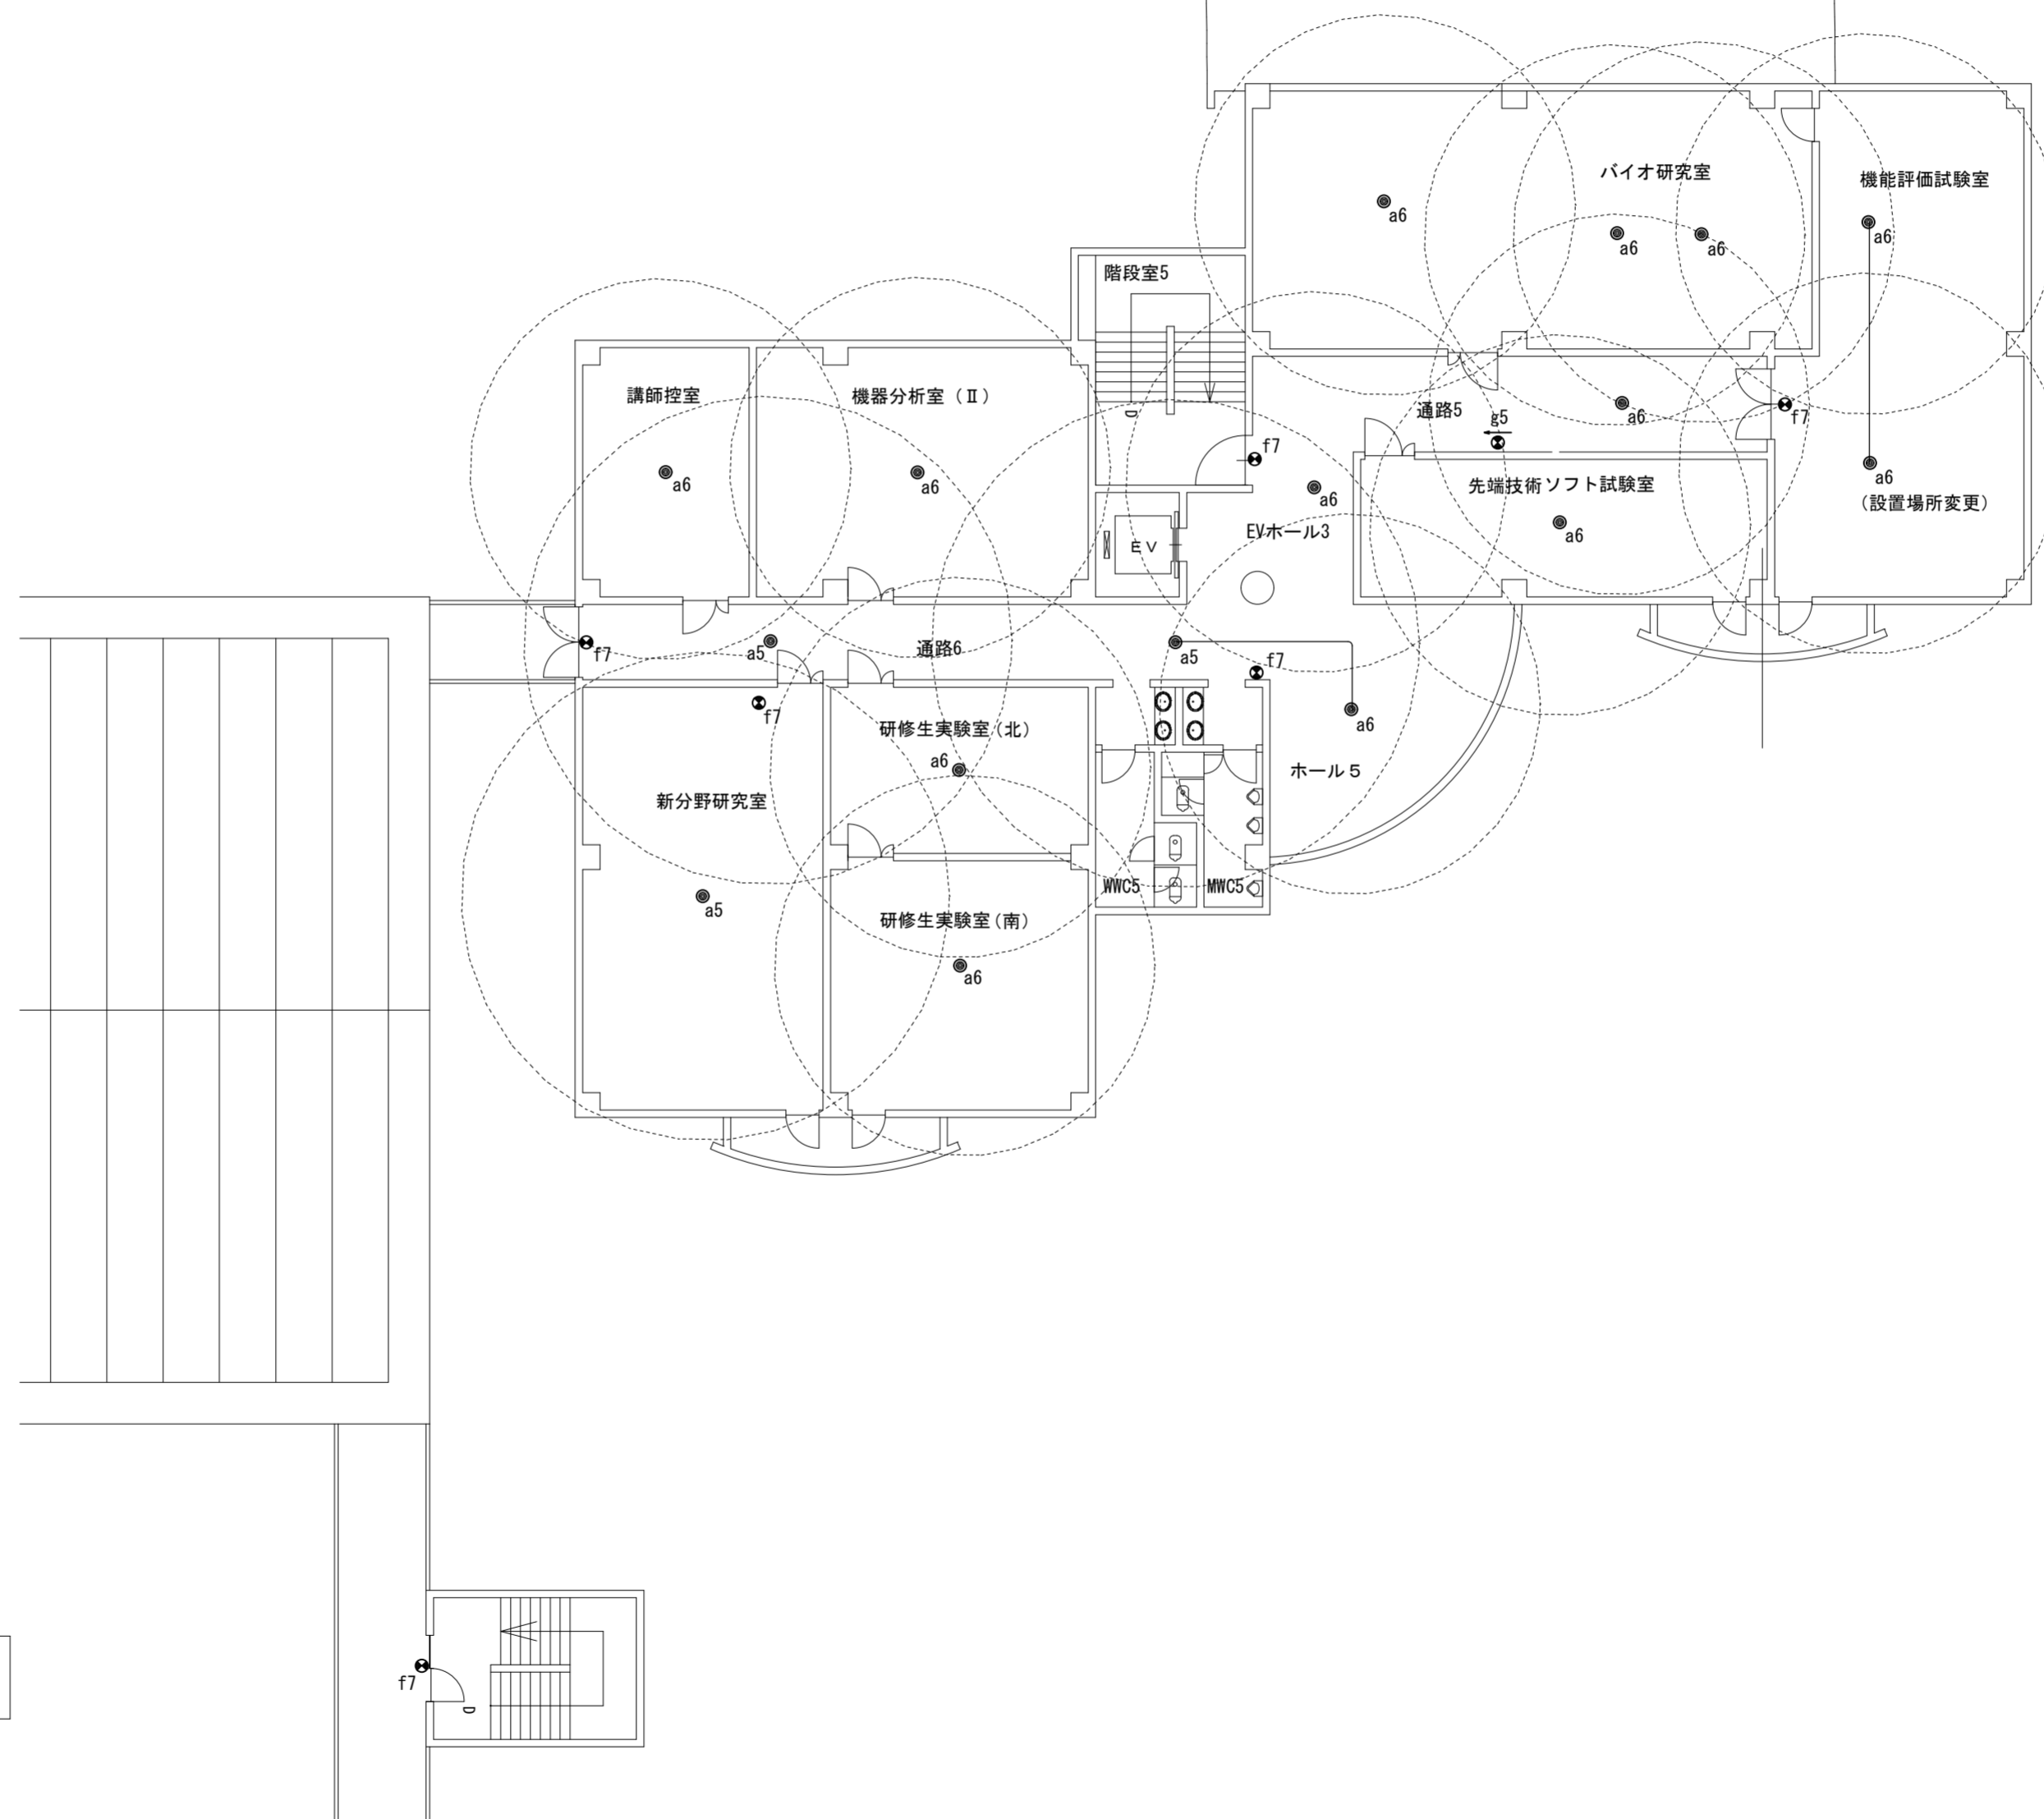 バイオ研究室
機能評価試験室
a6
a6
a6
a6
階段室5
D
講師控室
機器分析室（Ⅱ）
通路5
g5
a6
f7
f7
a6
a6
a6
a6
（設置場所変更）
先端技術ソフト試験室
a6
EVホール3
ＥＶ
f7
a5
通路6
a5
f7
f7
a6
研修生実験室(北)
a6
ホール５
新分野研究室
WWC5
MWC5
a5
研修生実験室(南)
a6
f7
D